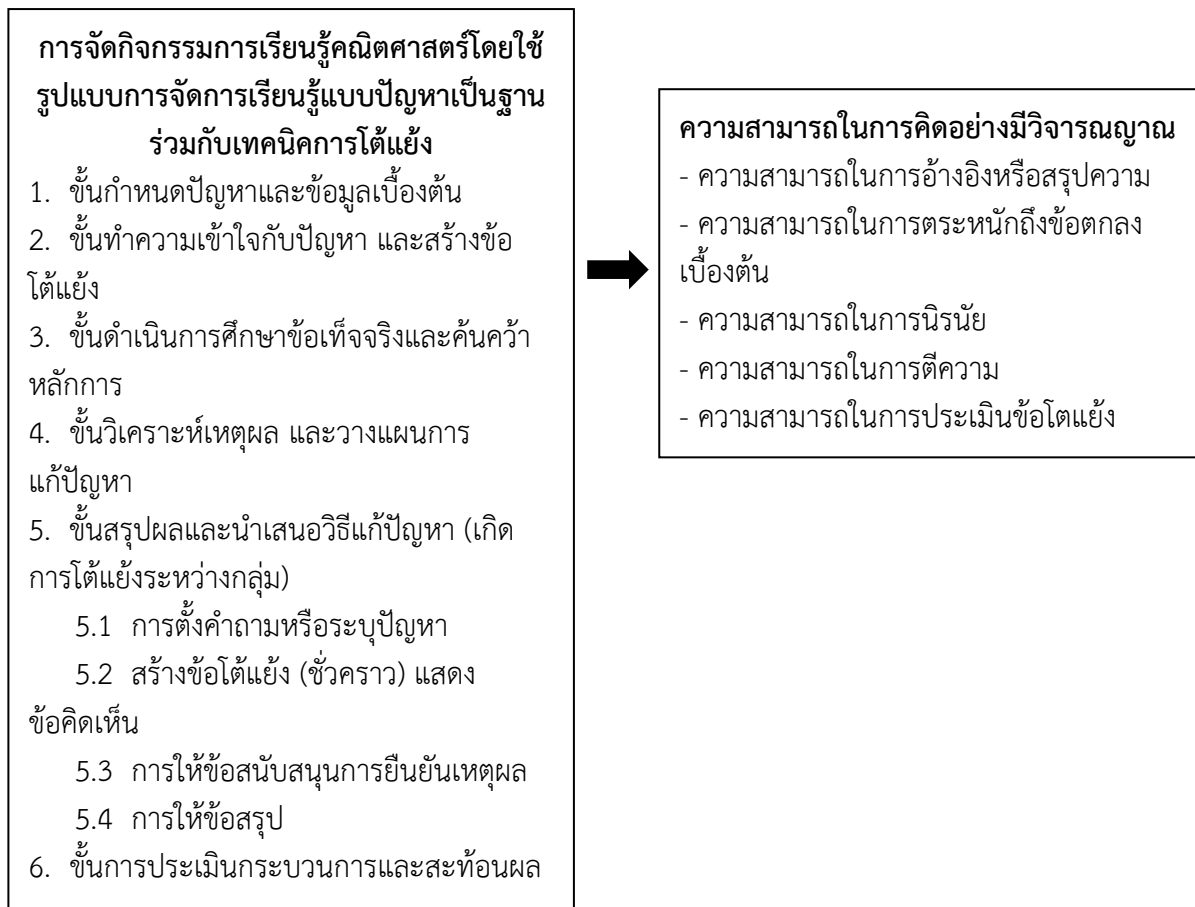 การจัดกิจกรรมการเรียนรู้คณิตศาสตร์โดยใช้
รูปแบบการจัดการเรียนรู้แบบปัญหาเป็นฐาน
ร่วมกับเทคนิคการโต้แย้ง
1. ขั้นกำหนดปัญหาและข้อมูลเบื้องต้น
2. ขั้นทำความเข้าใจกับปัญหา และสร้างข้อ
โต้แย้ง
3. ขั้นดำเนินการศึกษาข้อเท็จจริงและค้นคว้า
หลักการ
4. ขั้นวิเคราะห์เหตุผล และวางแผนการ
แก้ปัญหา
5. ขั้นสรุปผลและนำเสนอวิธีแก้ปัญหา (เกิด
การโต้แย้งระหว่างกลุ่ม)
5.1 การตั้งคำถามหรือระบุปัญหา
5.2 สร้างข้อโต้แย้ง (ชั่วคราว) แสดง
ข้อคิดเห็น
5.3 การให้ข้อสนับสนุนการยืนยันเหตุผล
5.4 การให้ข้อสรุป
6. ขั้นการประเมินกระบวนการและสะท้อนผล
ความสามารถในการคิดอย่างมีวิจารณญาณ
- ความสามารถในการอ้างอิงหรือสรุปความ
- ความสามารถในการตระหนักถึงข้อตกลง
เบื้องต้น
- ความสามารถในการนิรนัย
- ความสามารถในการตีความ
- ความสามารถในการประเมินข้อโตแย้ง